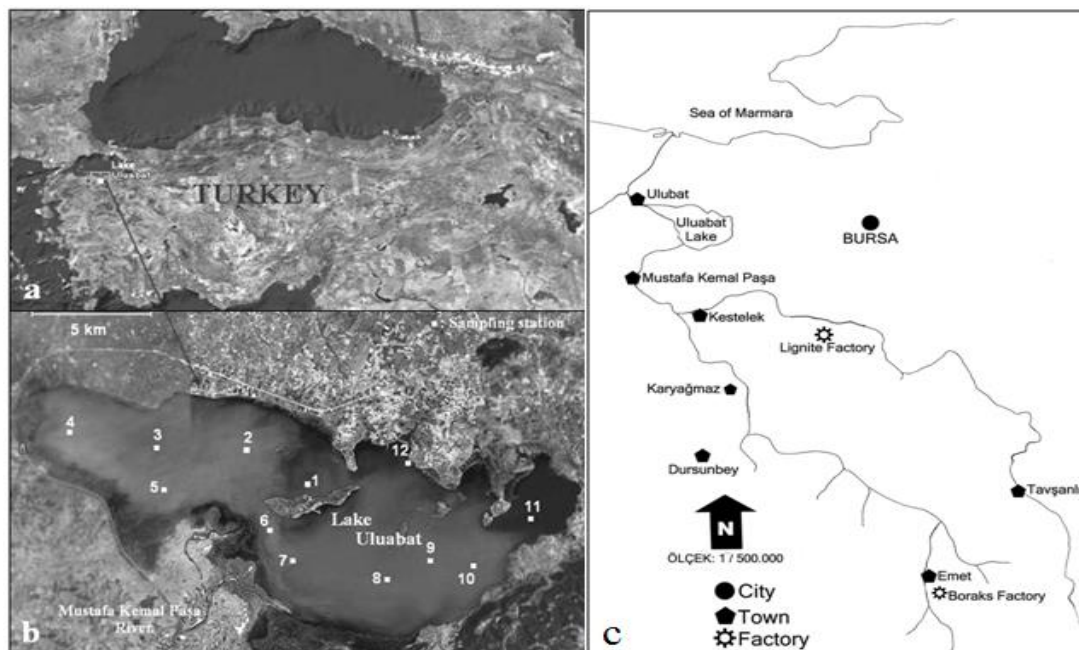 Lake
Uluabat
TURKEY
a
5 km
: Sampling station
4
3
2
12
1
5
11
6
Lake
Uluabat
7
9
8
10
Mustafa Kemal Paşa
River
b
Sea of Marmara
Ulubat
Uluabat
Lake
BURSA
Mustafa Kemal Paşa
Kestelek
Lignite Factory
Karyağmaz
Dursunbey
Tavşanlı
N
ÖLÇEK: 1 / 500.000
Emet
Boraks Factory
City
Town
Factory
C